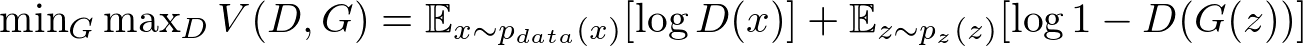 min_G max_D V(D, G) = 𝔼_{x∼p_{data}(x)}[log D(x)] + 𝔼_{z∼p_z(z)}[log 1 − D(G(z))]